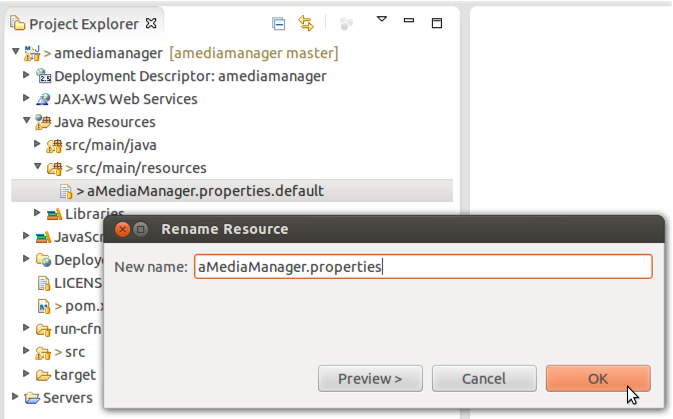 Project Explorer
> amediamanager [amediamanager master]
Deployment Descriptor: amediamanager
JAX-WS Web Services
Java Resources
src/main/java
> src/main/resources
> aMediaManager.properties.default
Libraries
JavaScr
Rename Resource
Deploy
New name: aMediaManager.properties
LICENS
> pom.x
run-cfn
> src
target
Preview >
Cancel
OK
Servers